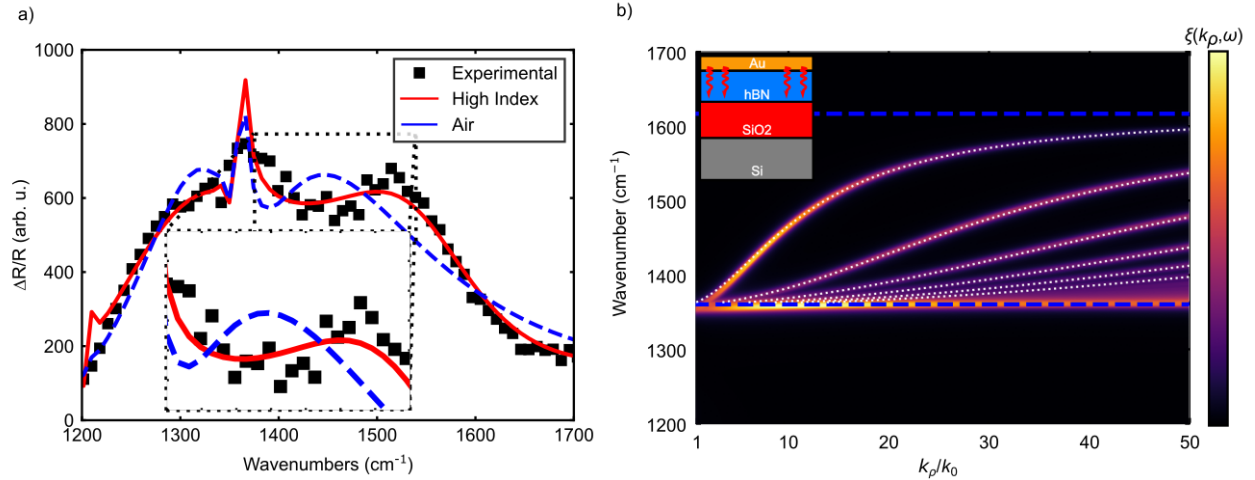 a)
1000
800
600
400
200
0
ΔR/R (arb. u.)
Experimental
High Index
Air
1200 1300 1400 1500 1600 1700
Wavenumbers (cm⁻¹)
b)
1700
1600
1500
1400
1300
1200
Wavenumber (cm⁻¹)
Au
hBN
SiO2
Si
1 10 20 30 40 50
kρ/k0
ξ(kρ,ω)